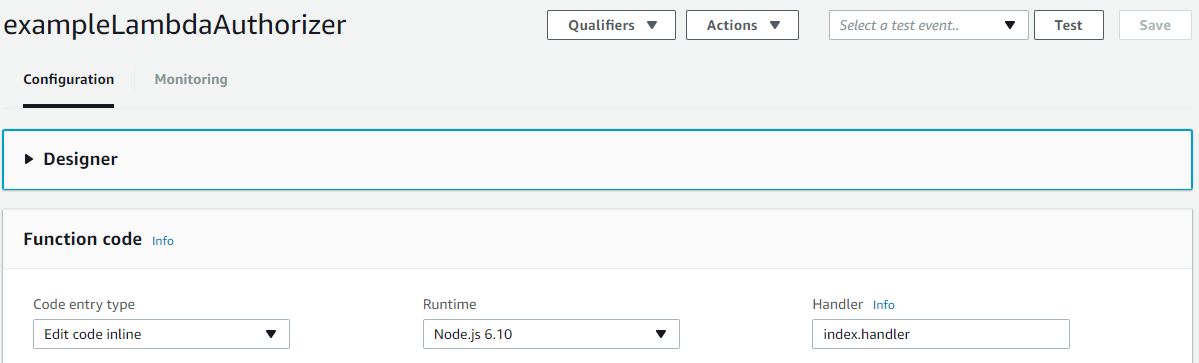 exampleLambdaAuthorizer
Qualifiers
Actions
Select a test event..
Test
Save
Configuration
Monitoring
Designer
Function code Info
Code entry type
Runtime
Handler Info
Edit code inline
Node.js 6.10
index.handler